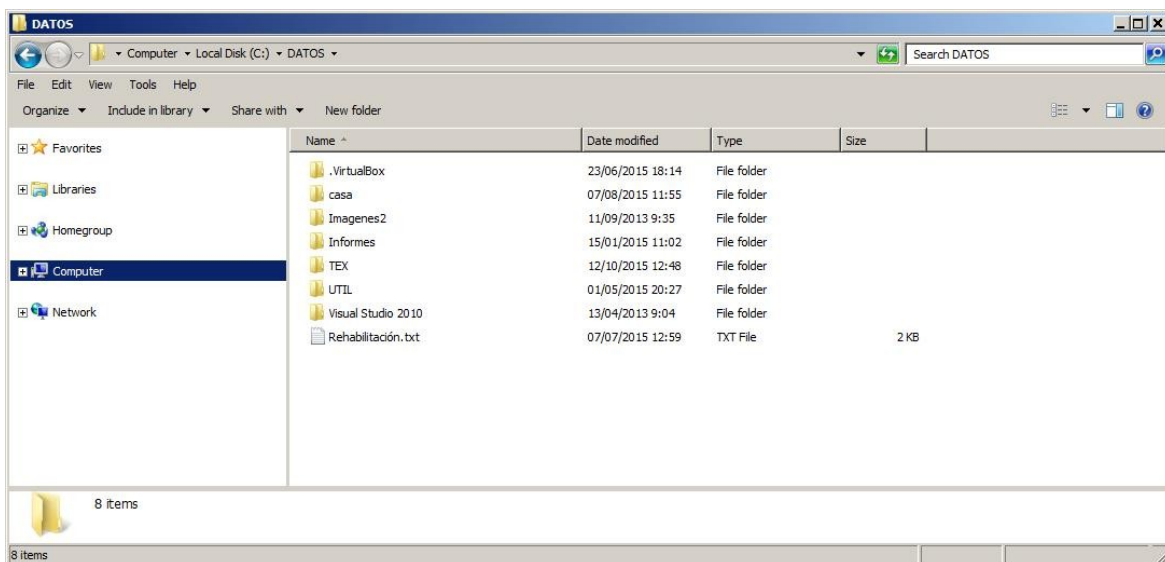 DATOS
Computer Local Disk (C:) DATOS Search DATOS
File Edit View Tools Help
Organize Include in library Share with New folder
Favorites
Libraries
Homegroup
Computer
Network
Name Date modified Type Size
.VirtualBox 23/06/2015 18:14 File folder
casa 07/08/2015 11:55 File folder
Imagenes2 11/09/2013 9:35 File folder
Informes 15/01/2015 11:02 File folder
TEX 12/10/2015 12:48 File folder
UTIL 01/05/2015 20:27 File folder
Visual Studio 2010 13/04/2013 9:04 File folder
Rehabilitación.txt 07/07/2015 12:59 TXT File 2 KB
8 items
8 items